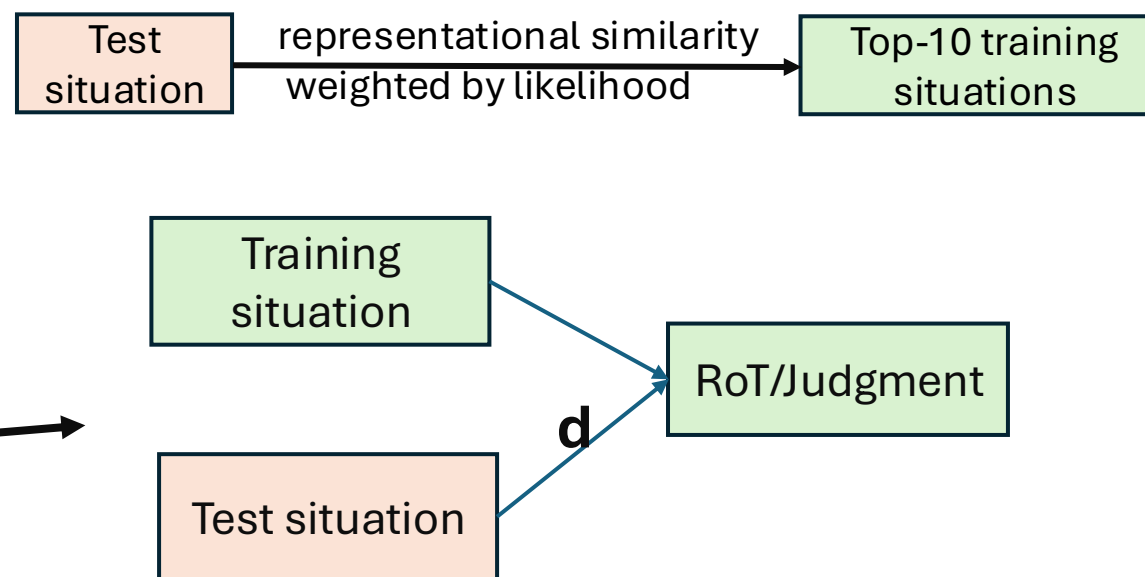 Test
situation
representational similarity
weighted by likelihood
Top-10 training
situations
Training
situation
RoT/Judgment
d
Test situation